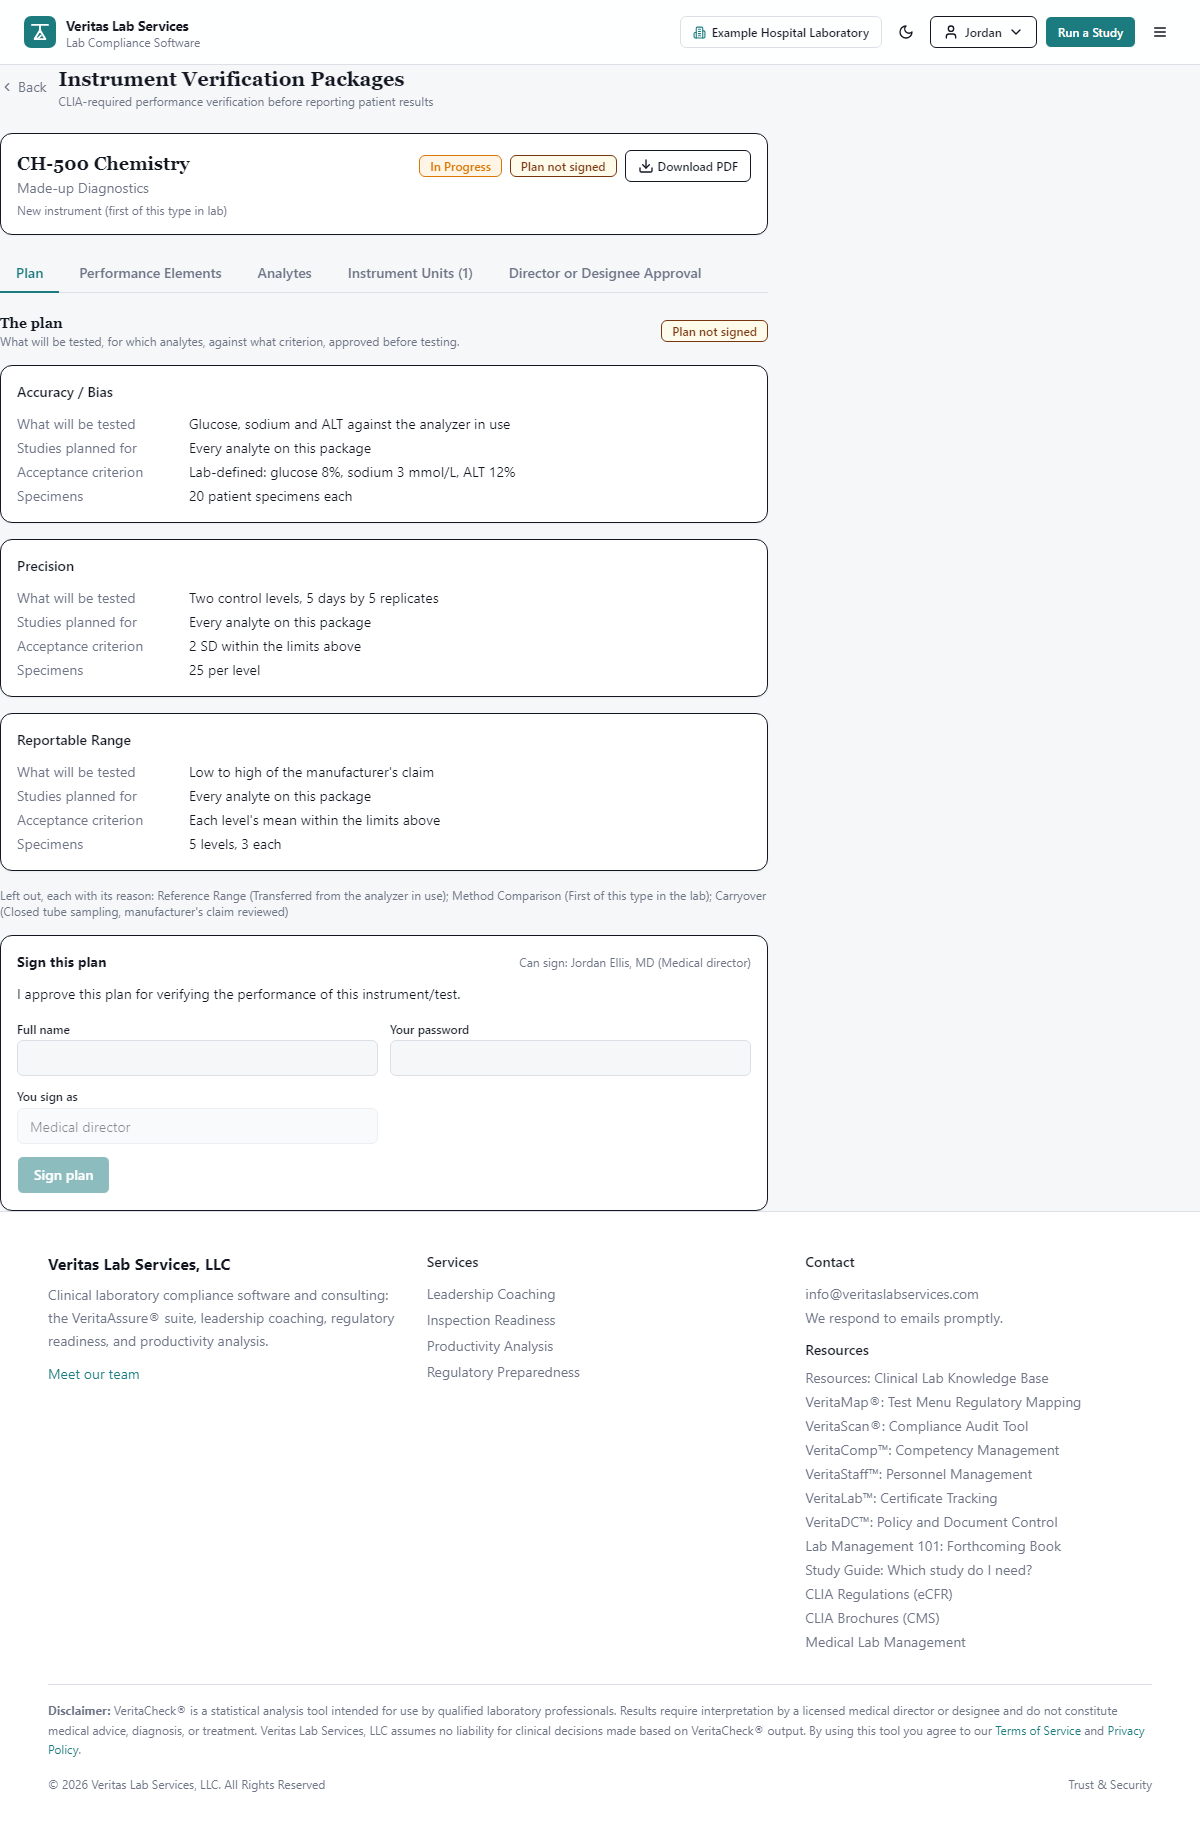 Veritas Lab Services
Lab Compliance Software
Example Hospital Laboratory
Jordan
Run a Study
Back
Instrument Verification Packages
CLIA-required performance verification before reporting patient results
CH-500 Chemistry
In Progress
Plan not signed
Download PDF
Made-up Diagnostics
New instrument (first of this type in lab)
Plan
Performance Elements
Analytes
Instrument Units (1)
Director or Designee Approval
The plan
What will be tested, for which analytes, against what criterion, approved before testing.
Plan not signed
Accuracy / Bias
What will be tested Glucose, sodium and ALT against the analyzer in use
Studies planned for Every analyte on this package
Acceptance criterion Lab-defined: glucose 8%, sodium 3 mmol/L, ALT 12%
Specimens 20 patient specimens each
Precision
What will be tested Two control levels, 5 days by 5 replicates
Studies planned for Every analyte on this package
Acceptance criterion 2 SD within the limits above
Specimens 25 per level
Reportable Range
What will be tested Low to high of the manufacturer's claim
Studies planned for Every analyte on this package
Acceptance criterion Each level's mean within the limits above
Specimens 5 levels, 3 each
Left out, each with its reason: Reference Range (Transferred from the analyzer in use); Method Comparison (First of this type in the lab); Carryover
(Closed tube sampling, manufacturer's claim reviewed)
Sign this plan
Can sign: Jordan Ellis, MD (Medical director)
I approve this plan for verifying the performance of this instrument/test.
Full name
Your password
You sign as
Medical director
Sign plan
Veritas Lab Services, LLC
Clinical laboratory compliance software and consulting:
the VeritaAssure® suite, leadership coaching, regulatory
readiness, and productivity analysis.
Meet our team
Services
Leadership Coaching
Inspection Readiness
Productivity Analysis
Regulatory Preparedness
Contact
info@veritaslabservices.com
We respond to emails promptly.
Resources
Resources: Clinical Lab Knowledge Base
VeritaMap®: Test Menu Regulatory Mapping
VeritaScan®: Compliance Audit Tool
VeritaComp™: Competency Management
VeritaStaff™: Personnel Management
VeritaLab™: Certificate Tracking
VeritaDC™: Policy and Document Control
Lab Management 101: Forthcoming Book
Study Guide: Which study do I need?
CLIA Regulations (eCFR)
CLIA Brochures (CMS)
Medical Lab Management
Disclaimer: VeritaCheck® is a statistical analysis tool intended for use by qualified laboratory professionals. Results require interpretation by a licensed medical director or designee and do not constitute
medical advice, diagnosis, or treatment. Veritas Lab Services, LLC assumes no liability for clinical decisions made based on VeritaCheck® output. By using this tool you agree to our Terms of Service and Privacy
Policy.
© 2026 Veritas Lab Services, LLC. All Rights Reserved
Trust & Security